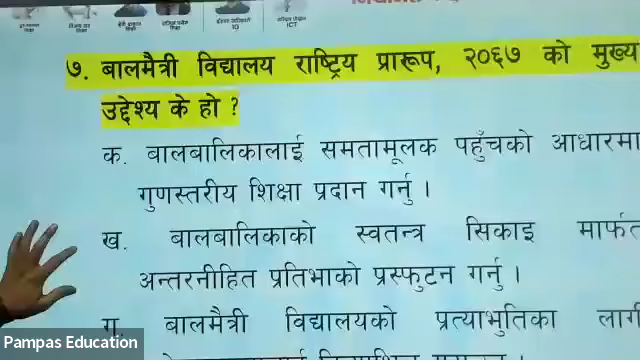 ७. बालमैत्री विद्यालय राष्ट्रिय प्रारूप, २०६७ को मुख्य
उद्देश्य के हो ?
क. बालबालिकालाई समतामूलक पहुँचको आधारमा
गुणस्तरीय शिक्षा प्रदान गर्नु ।
ख. बालबालिकाको स्वतन्त्र सिकाइ मार्फत
अन्तरनीहित प्रतिभाको प्रस्फुटन गर्नु ।
ग. बालमैत्री विद्यालयको प्रत्याभुतिका लागी
Pampas Education